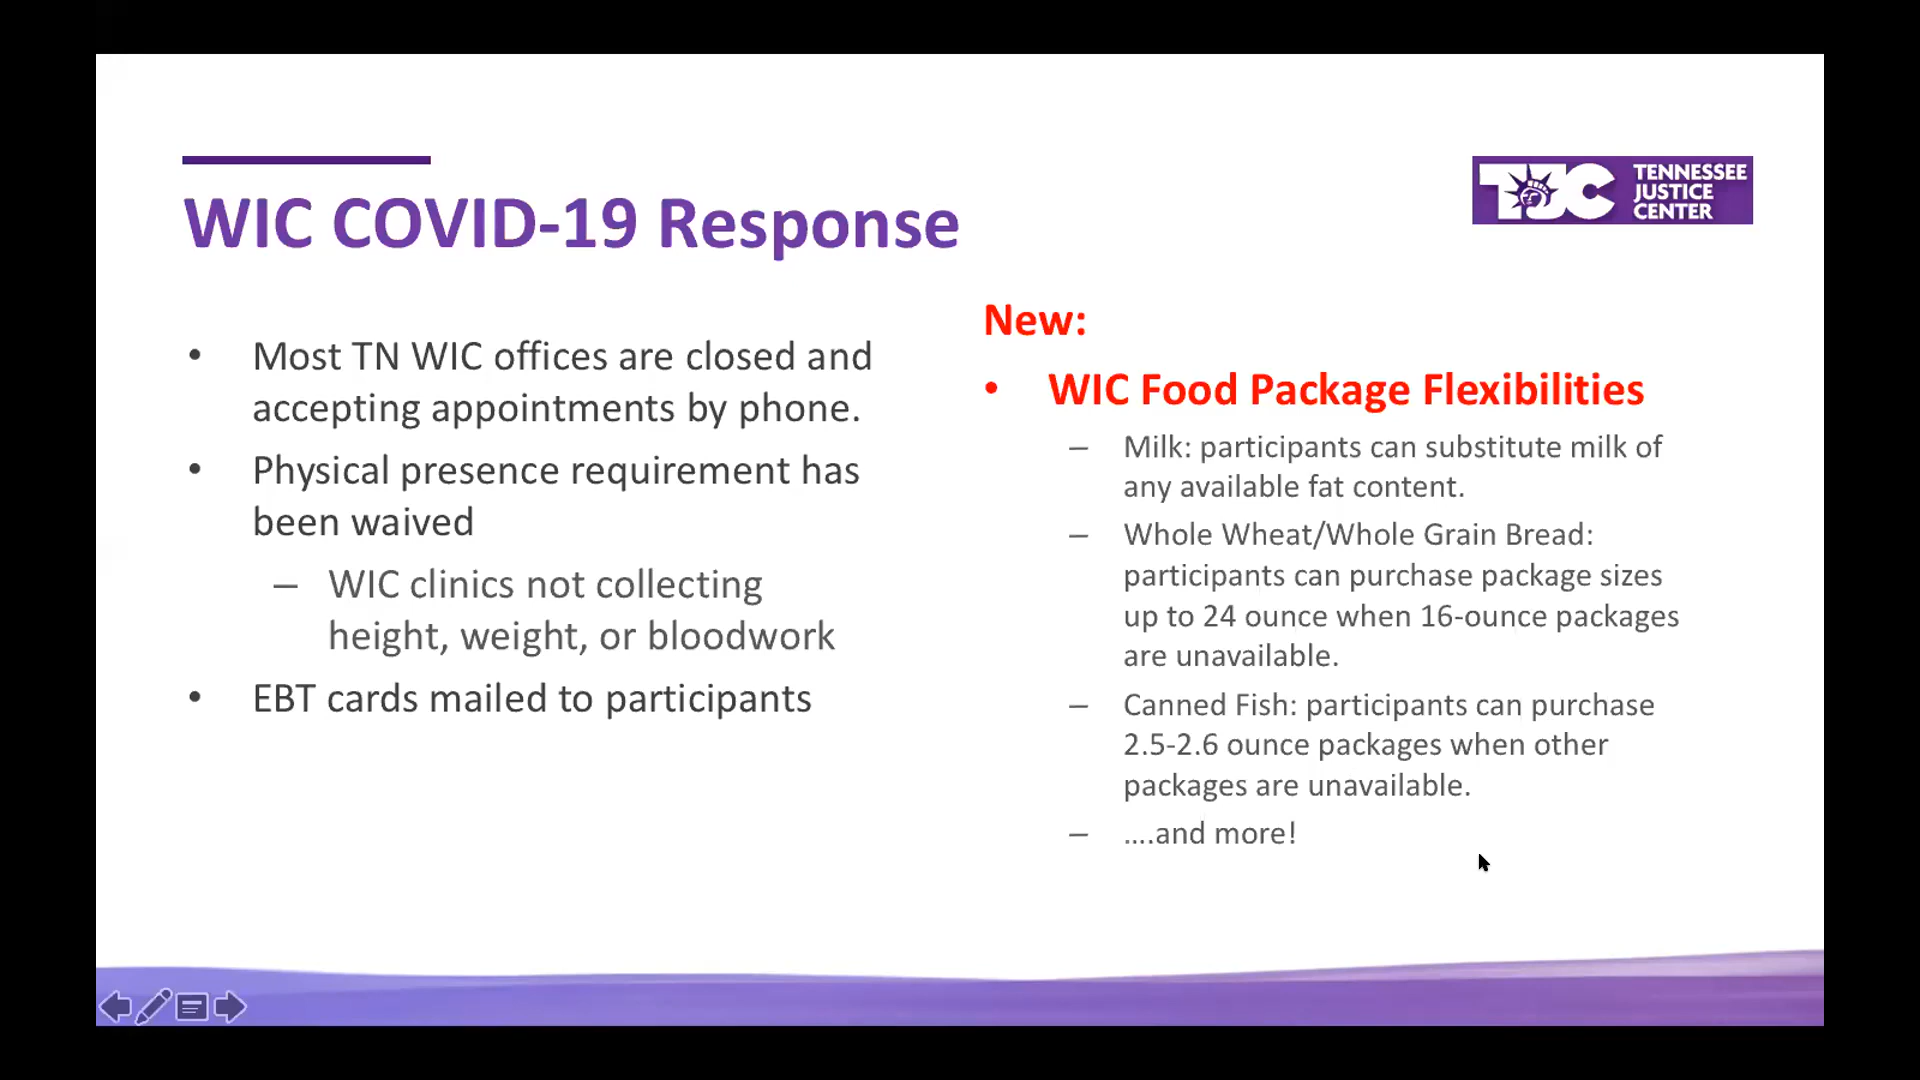 WIC COVID-19 Response
TJC
TENNESSEE
JUSTICE
CENTER
• Most TN WIC offices are closed and
accepting appointments by phone.
• Physical presence requirement has
been waived
– WIC clinics not collecting
height, weight, or bloodwork
• EBT cards mailed to participants
New:
• WIC Food Package Flexibilities
– Milk: participants can substitute milk of
any available fat content.
– Whole Wheat/Whole Grain Bread:
participants can purchase package sizes
up to 24 ounce when 16-ounce packages
are unavailable.
– Canned Fish: participants can purchase
2.5-2.6 ounce packages when other
packages are unavailable.
– ….and more!